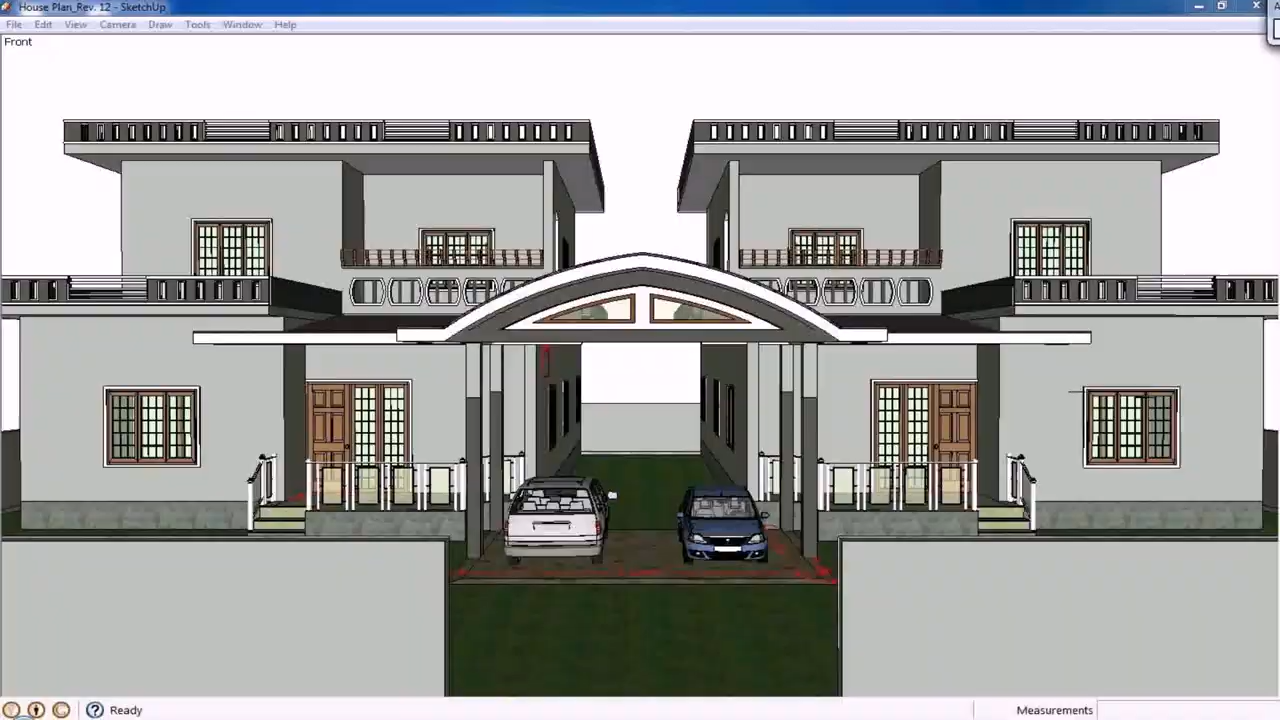 House Plan_Rev. 12 - SketchUp
File Edit View Camera Draw Tools Window Help
Front
Ready
Measurements